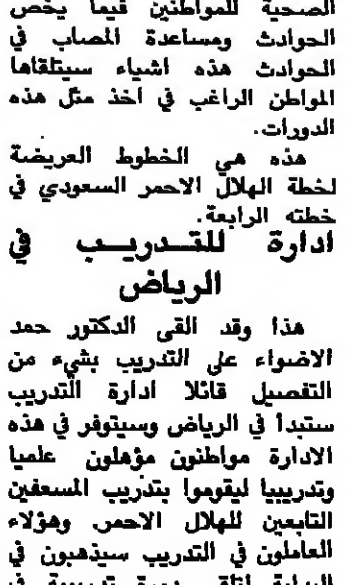 الصحية للمواطنين فيما يخص
الحوادث ومساعدة المصاب في
الحوادث هذه اشياء سيتلقاها
المواطن الراغب في اخذ مثل هذه
الدورات.
هذه هي الخطوط العريضة
لخطة الهلال الاحمر السعودي في
خطته الرابعة.
ادارة للتدريب في
الرياض
هذا وقد القى الدكتور حمد
الاضواء على التدريب بشيء من
التفصيل قائلا ادارة التدريب
ستبدأ في الرياض وسيتوفر في هذه
الادارة مواطنون مؤهلون علميا
وتدريبيا ليقوموا بتدريب المسعفين
التابعين للهلال الاحمر وهؤلاء
العاملون في التدريب سيذهبون في